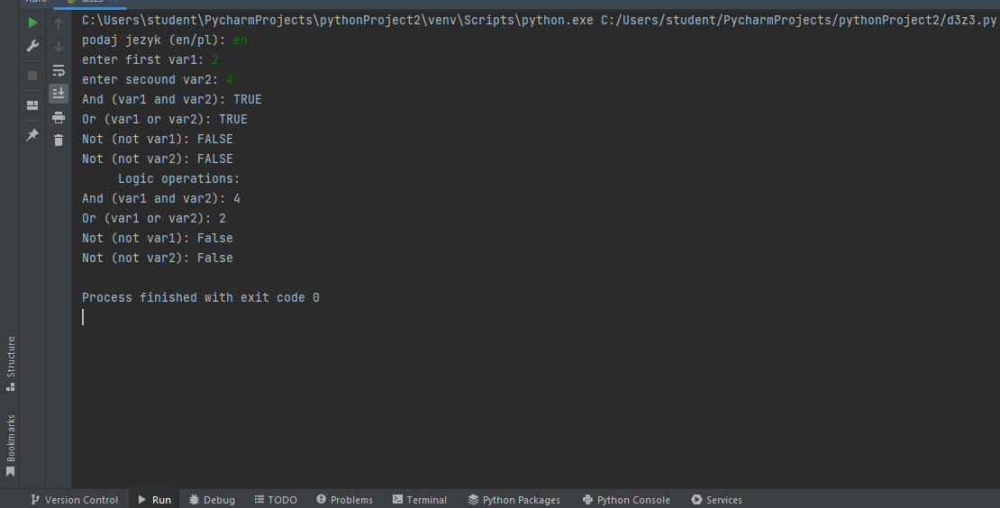 C:\Users\student\PycharmProjects\pythonProject2\venv\Scripts\python.exe C:/Users/student/PycharmProjects/pythonProject2/d3z3.py
podaj jezyk (en/pl): en
enter first var1: 2
enter secound var2: 4
And (var1 and var2): TRUE
Or (var1 or var2): TRUE
Not (not var1): FALSE
Not (not var2): FALSE
Logic operations:
And (var1 and var2): 4
Or (var1 or var2): 2
Not (not var1): False
Not (not var2): False
Process finished with exit code 0
Structure
Bookmarks
Version Control Run Debug TODO Problems Terminal Python Packages Python Console Services